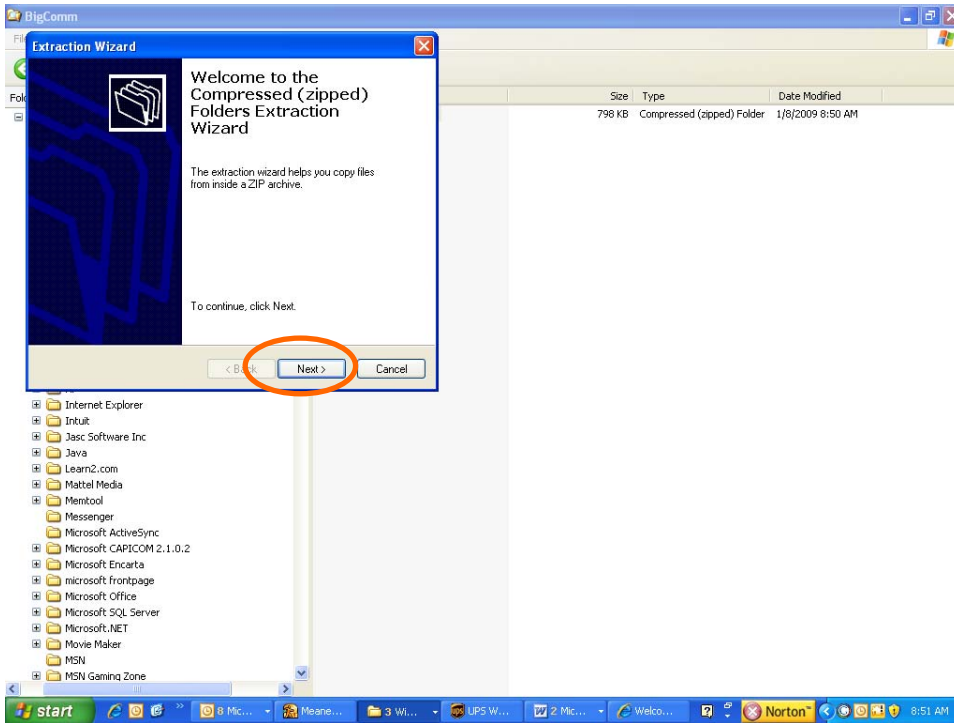 BigComm
Extraction Wizard
Welcome to the
Compressed (zipped)
Folders Extraction
Wizard
The extraction wizard helps you copy files
from inside a ZIP archive.
To continue, click Next.
< Back
Next >
Cancel
Size Type Date Modified
798 KB Compressed (zipped) Folder 1/8/2009 8:50 AM
Internet Explorer
Intuit
Jasc Software Inc
Java
Learn2.com
Mattel Media
Memtool
Messenger
Microsoft ActiveSync
Microsoft CAPICOM 2.1.0.2
Microsoft Encarta
microsoft frontpage
Microsoft Office
Microsoft SQL Server
Microsoft.NET
Movie Maker
MSN
MSN Gaming Zone
start
8 Mic...
Meane...
3 Wi...
UPS W...
2 Mic...
Welco...
Norton™
8:51 AM